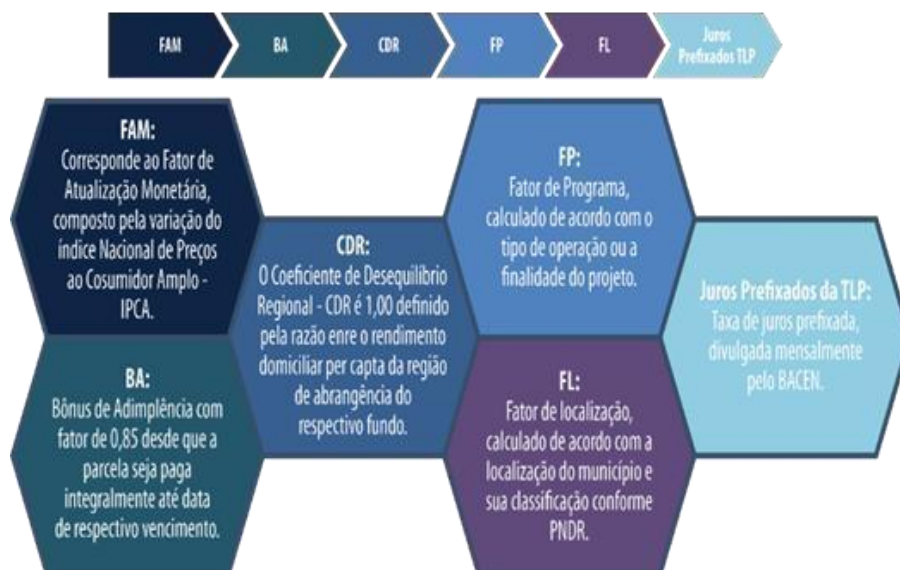 FAM
BA
CDR
FP
FL
Juros
Prefixados TLP
FAM:
Corresponde ao Fator de
Atualização Monetária,
composto pela variação do
índice Nacional de Preços
ao Cosumidor Amplo -
IPCA.
BA:
Bônus de Adimplência com
fator de 0,85 desde que a
parcela seja paga
integralmente até data
de respectivo vencimento.
CDR:
O Coeficiente de Desequilíbrio
Regional - CDR é 1,00 definido
pela razão enre o rendimento
domiciliar per capta da região
de abrangência do
respectivo fundo.
FP:
Fator de Programa,
calculado de acordo com o
tipo de operação ou a
finalidade do projeto.
FL:
Fator de localização,
calculado de acordo com a
localização do município e
sua classificação conforme
PNDR.
Juros Prefixados da TLP:
Taxa de juros prefixada,
divulgada mensalmente
pelo BACEN.